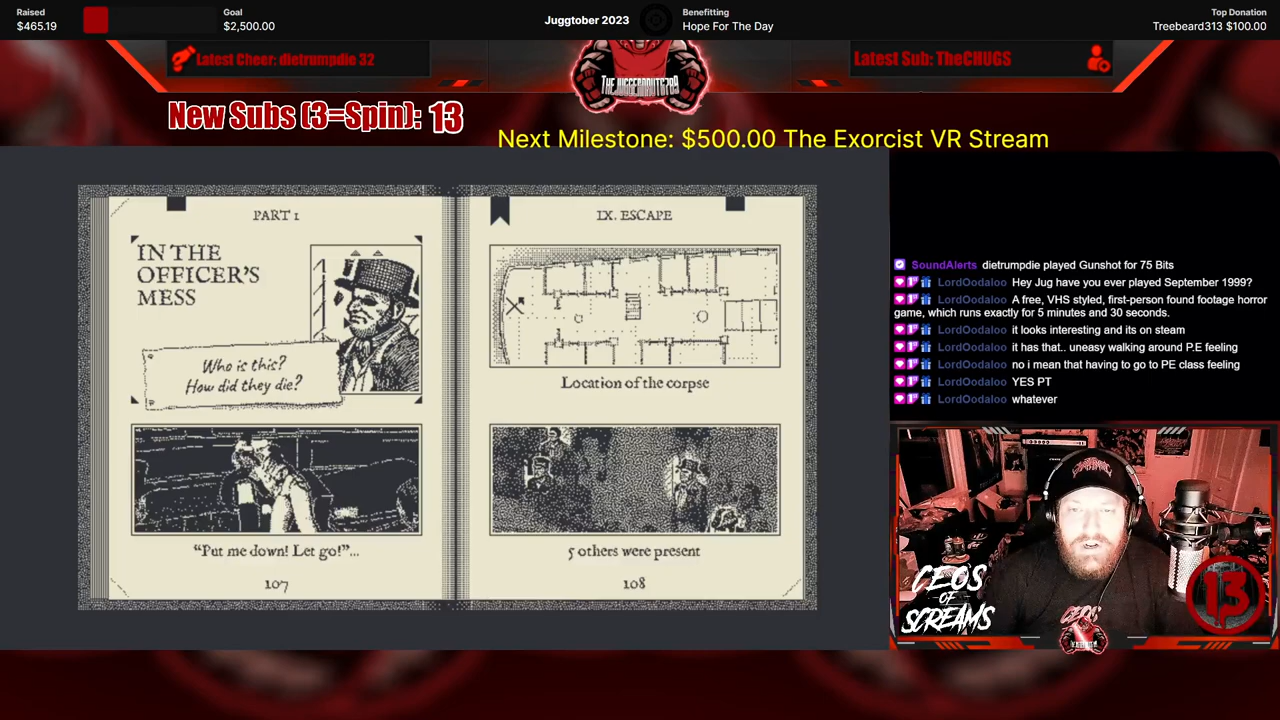 Raised
$465.19
Goal
$2,500.00
Juggtober 2023
Benefitting
Hope For The Day
Top Donation
Treebeard313 $100.00
Latest Cheer: dietrumpdie 32
THEJUGGERNAUT6789
Latest Sub: TheCHUGS
New Subs (3=Spin): 13
Next Milestone: $500.00 The Exorcist VR Stream
PART 1
IN THE
OFFICER'S
MESS
Who is this?
How did they die?
"Put me down! Let go!"...
107
IX. ESCAPE
Location of the corpse
5 others were present
108
SoundAlerts dietrumpdie played Gunshot for 75 Bits
LordOodaloo Hey Jug have you ever played September 1999?
LordOodaloo A free, VHS styled, first-person found footage horror
game, which runs exactly for 5 minutes and 30 seconds.
LordOodaloo it looks interesting and its on steam
LordOodaloo it has that.. uneasy walking around P.E feeling
LordOodaloo no i mean that having to go to PE class feeling
LordOodaloo YES PT
LordOodaloo whatever
CEOS
OF
SCREAMS
CEOS
13